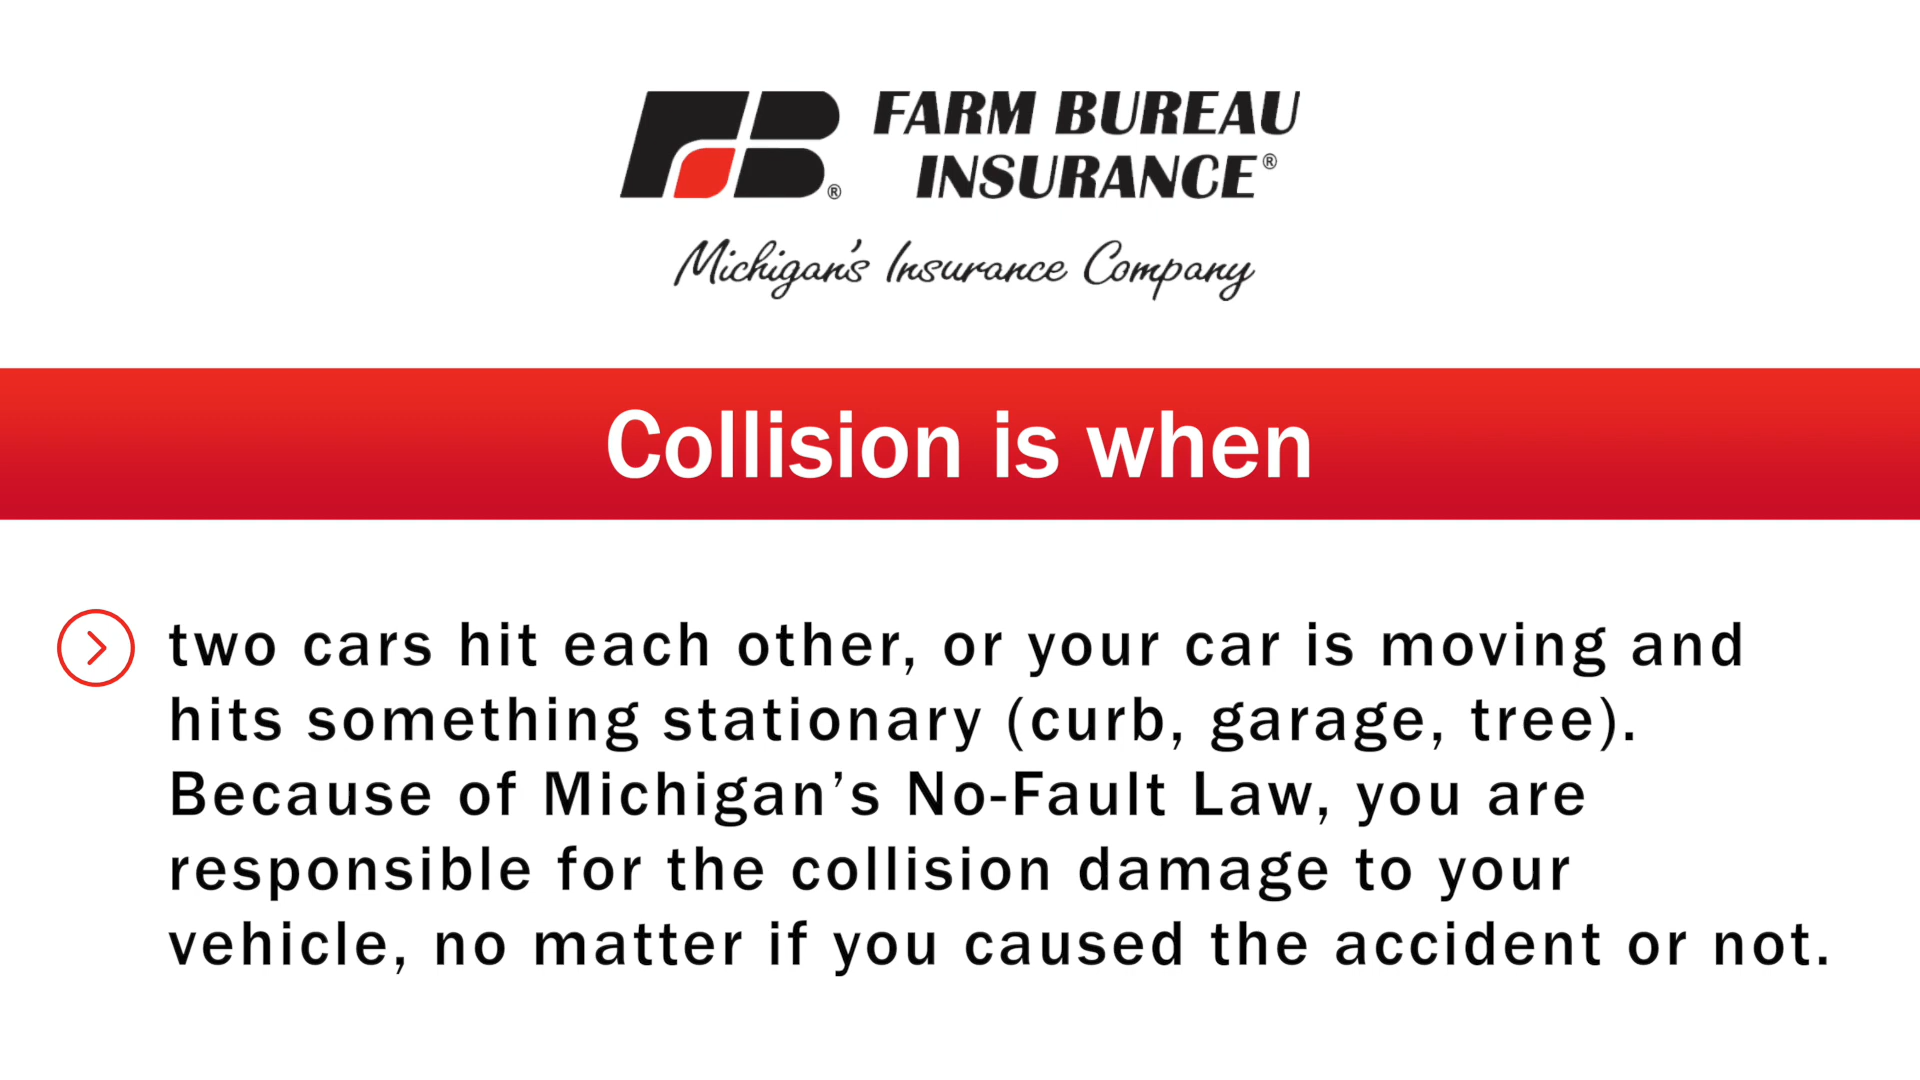 FARM BUREAU
INSURANCE®
®
Michigan's Insurance Company
Collision is when
two cars hit each other, or your car is moving and
hits something stationary (curb, garage, tree).
Because of Michigan’s No-Fault Law, you are
responsible for the collision damage to your
vehicle, no matter if you caused the accident or not.